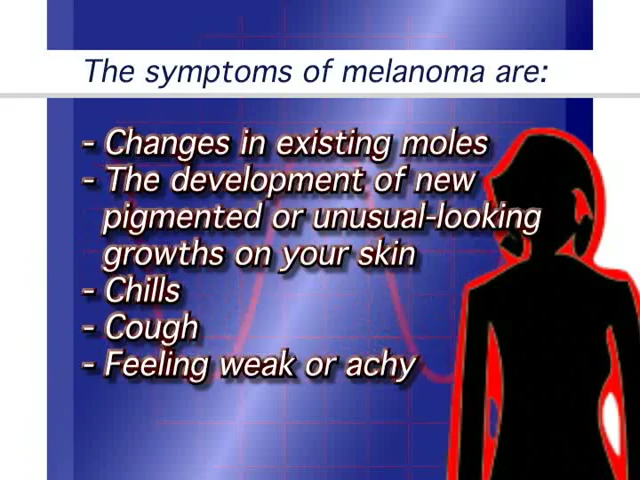 The symptoms of melanoma are:
- Changes in existing moles
- The development of new
pigmented or unusual-looking
growths on your skin
- Chills
- Cough
- Feeling weak or achy